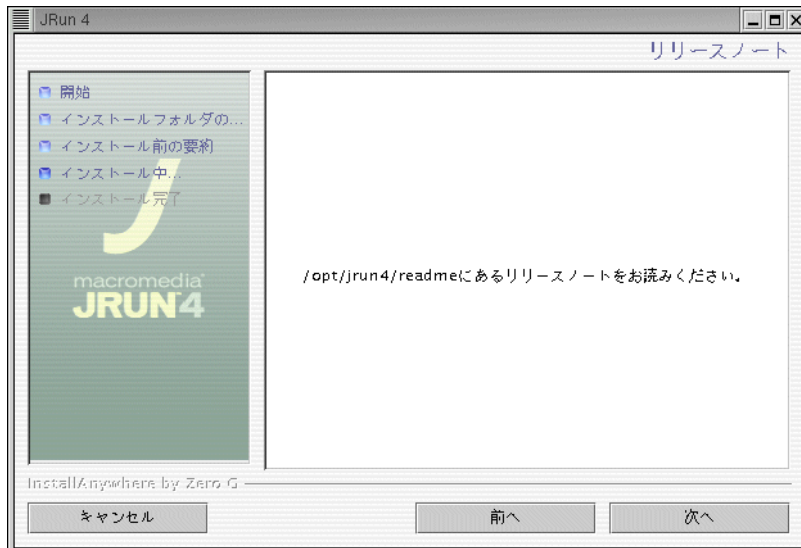 JRun 4
リリースノート
開始
インストールフォルダの...
インストール前の要約
インストール中...
インストール完了
macromedia
JRUN 4
/opt/jrun4/readmeにあるリリースノートをお読みください。
InstallAnywhere by Zero G
キャンセル
前へ
次へ